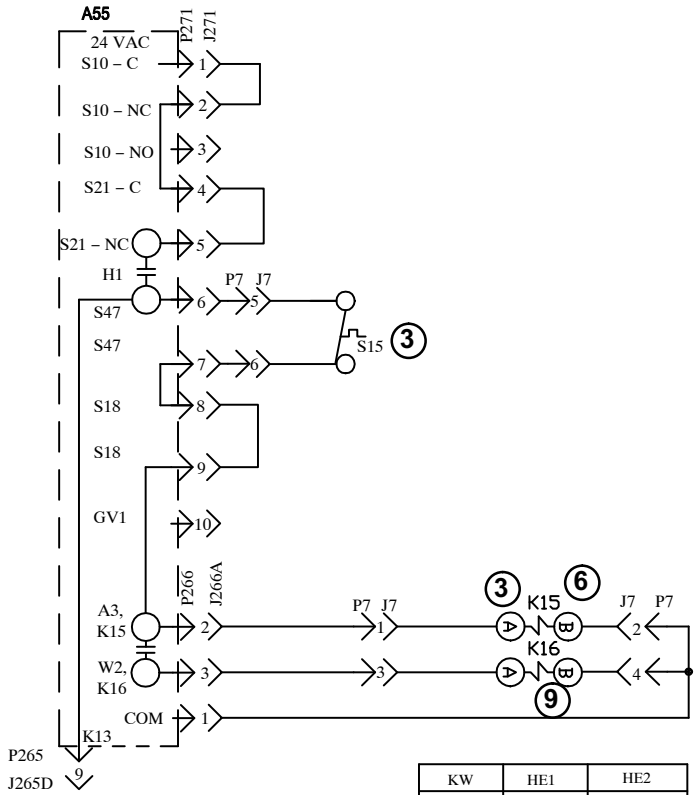 A55
P271
J271
24 VAC
S10 – C
1
S10 – NC
2
S10 – NO
3
S21 – C
4
S21 – NC
5
H1
P7 J7
6
5
S47
S47
S15
3
7
6
S18
8
S18
9
GV1
10
P266
J266A
A3,
K15
2
P7 J7
1
3
K15
6
A
B
J7 P7
2
W2,
K16
3
3
K16
A
B
4
9
COM
1
K13
P265
9
J265D
KW HE1 HE2